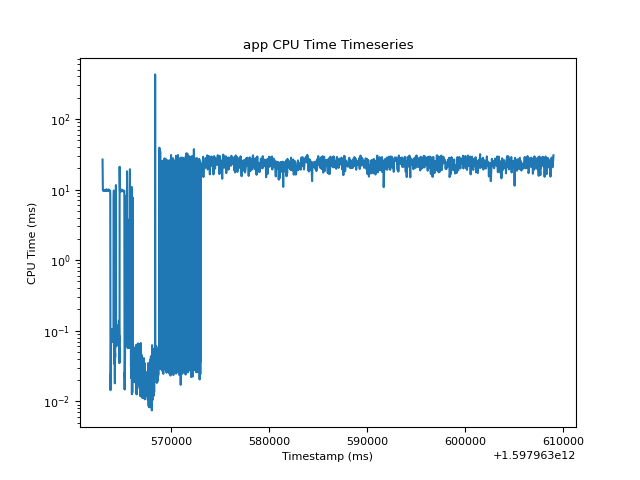 app CPU Time Timeseries
CPU Time (ms)
10²
10¹
10⁰
10⁻¹
10⁻²
570000 580000 590000 600000 610000
Timestamp (ms)
+1.597963e12